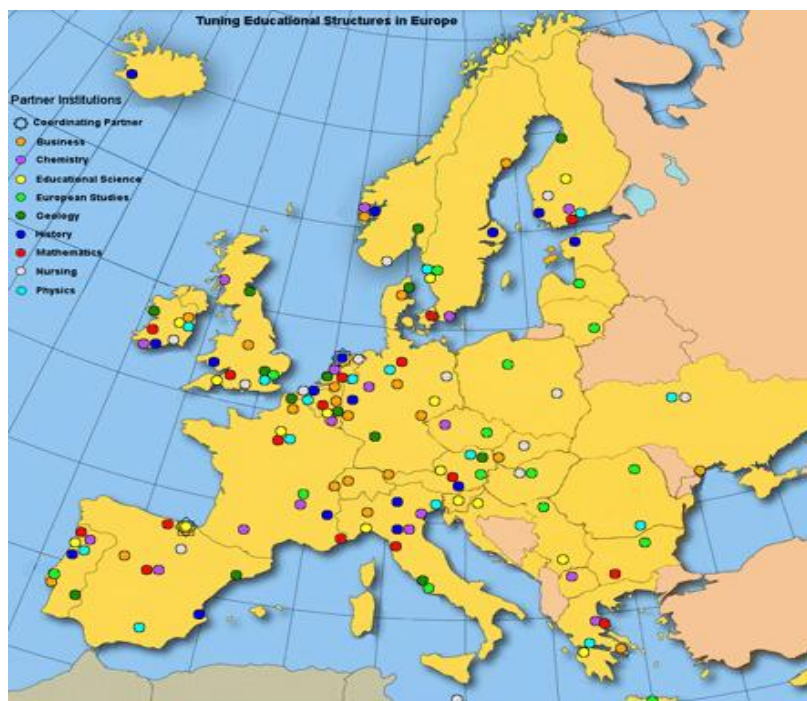 Tuning Educational Structures in Europe
Partner Institutions
Coordinating Partner
Business
Chemistry
Educational Science
European Studies
Geology
History
Mathematics
Nursing
Physics